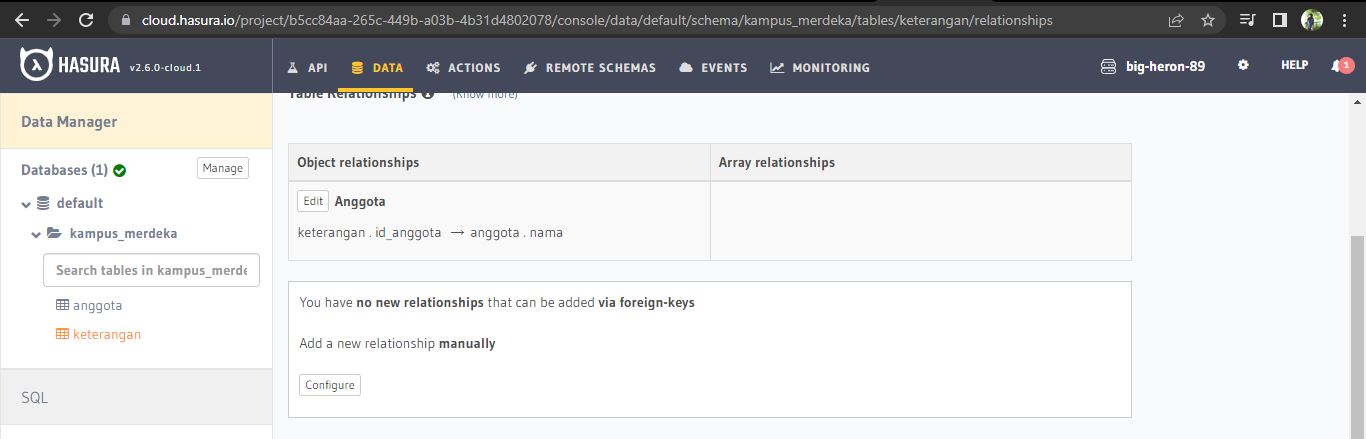 cloud.hasura.io/project/b5cc84aa-265c-449b-a03b-4b31d4802078/console/data/default/schema/kampus_merdeka/tables/keterangan/relationships
HASURA v2.6.0-cloud.1
API DATA ACTIONS REMOTE SCHEMAS EVENTS MONITORING big-heron-89 HELP 1
Table Relationships (Know more)
Data Manager
Databases (1) Manage
default
kampus_merdeka
Search tables in kampus_merde
anggota
keterangan
SQL
Object relationships Array relationships
Edit Anggota
keterangan . id_anggota → anggota . nama
You have no new relationships that can be added via foreign-keys
Add a new relationship manually
Configure